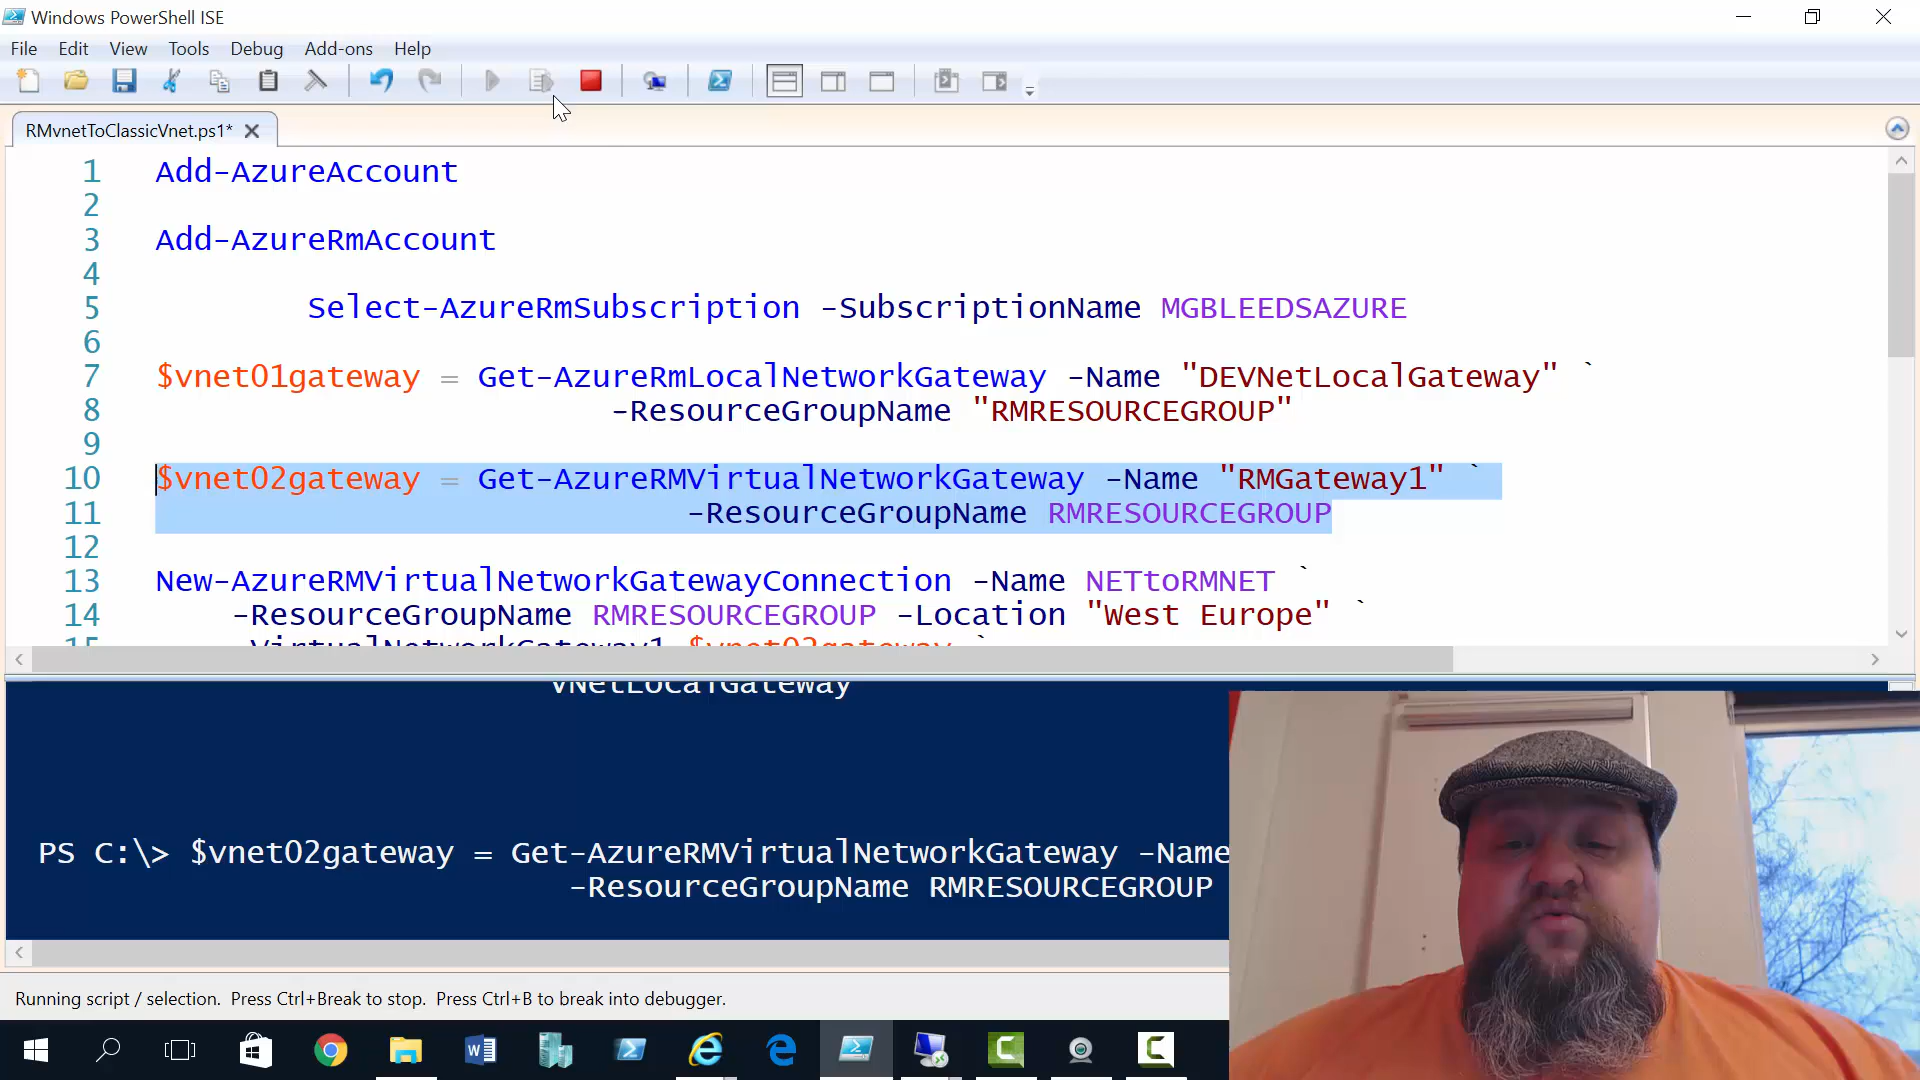 Windows PowerShell ISE
File Edit View Tools Debug Add-ons Help
RMvnetToClassicVnet.ps1*
1 Add-AzureAccount
2
3 Add-AzureRmAccount
4
5 Select-AzureRmSubscription -SubscriptionName MGBLEEDSAZURE
6
7 $vnet01gateway = Get-AzureRmLocalNetworkGateway -Name "DEVNetLocalGateway" `
8 -ResourceGroupName "RMRESOURCEGROUP"
9
10 $vnet02gateway = Get-AzureRMVirtualNetworkGateway -Name "RMGateway1" `
11 -ResourceGroupName RMRESOURCEGROUP
12
13 New-AzureRMVirtualNetworkGatewayConnection -Name NETtoRMNET `
14 -ResourceGroupName RMRESOURCEGROUP -Location "West Europe" `
15 -VirtualNetworkGateway1 $vnet02gateway `
VNetLocalGateway
PS C:\> $vnet02gateway = Get-AzureRMVirtualNetworkGateway -Name
-ResourceGroupName RMRESOURCEGROUP
Running script / selection. Press Ctrl+Break to stop. Press Ctrl+B to break into debugger.